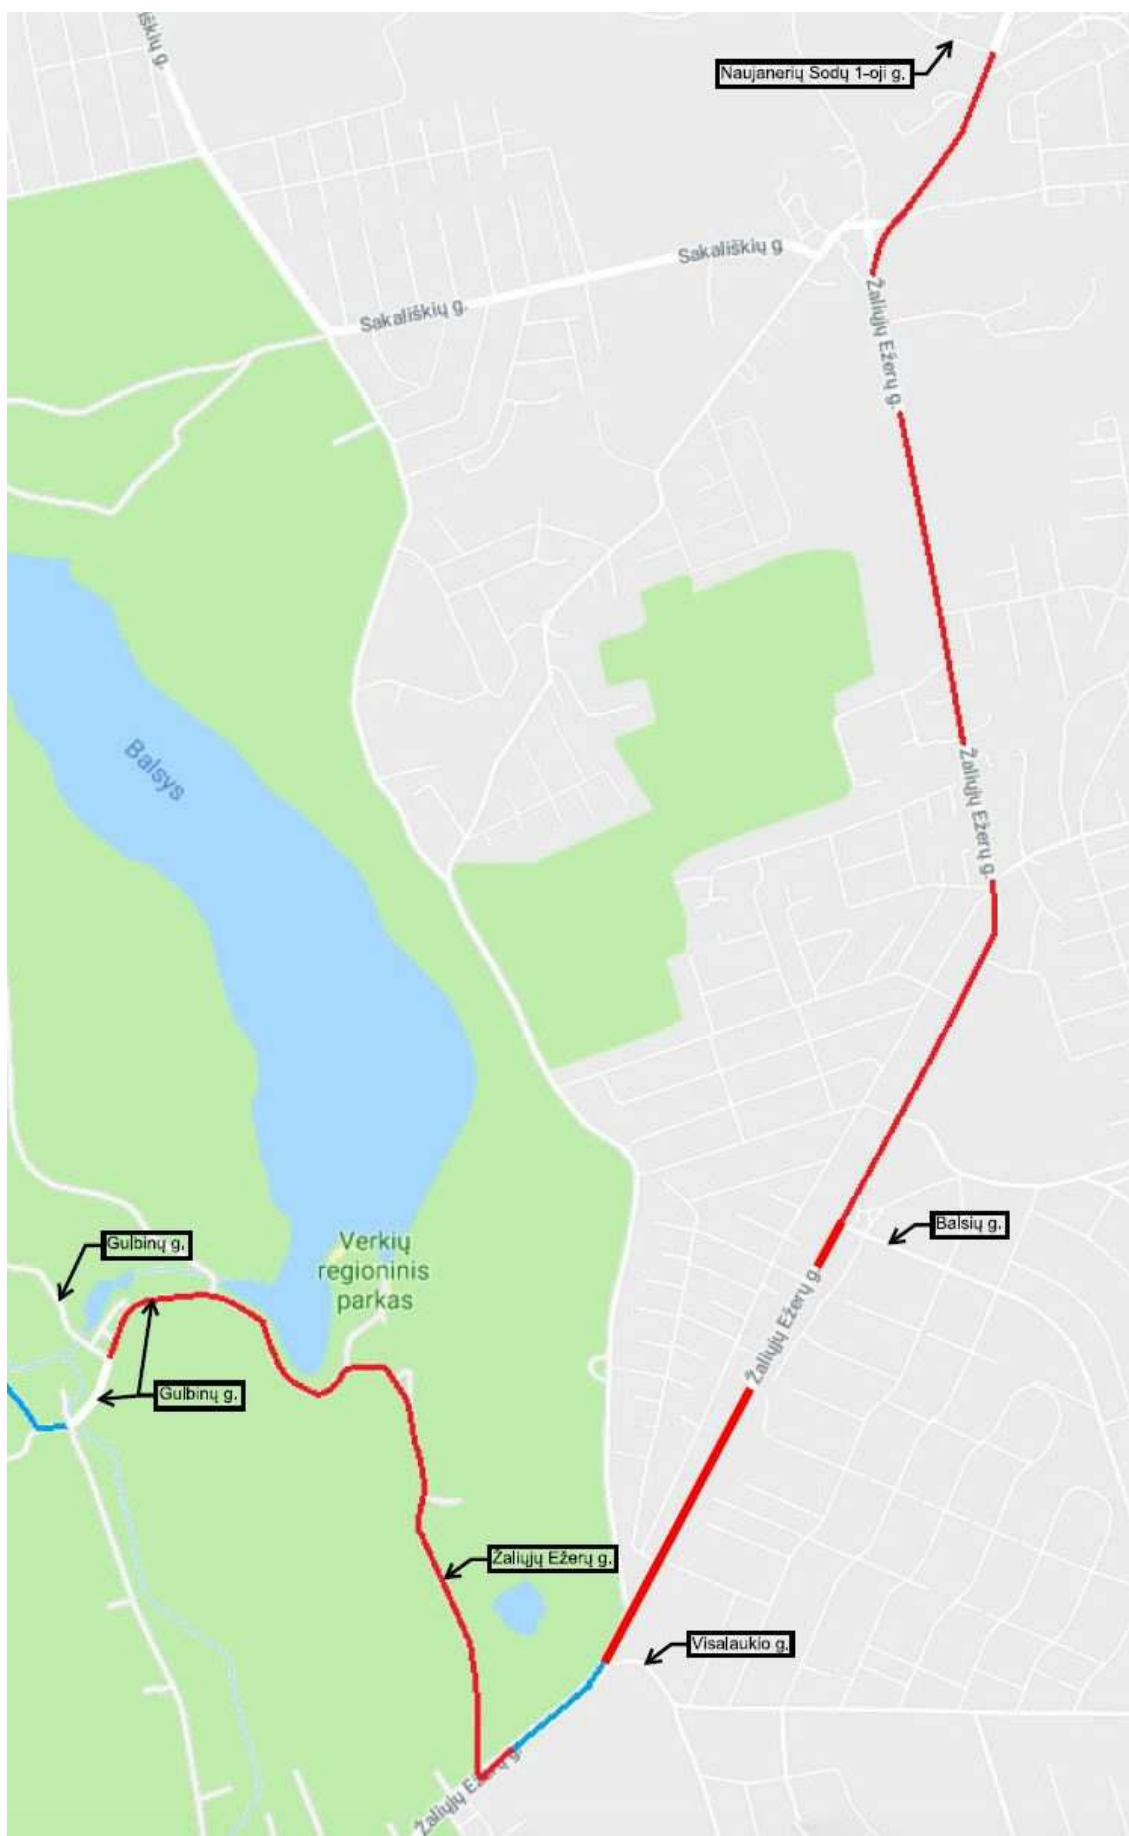 iškių g.
Naujanerių Sodų 1-oji g.
Sakališkių g
Sakališkių g.
Žaliųjų Ežerų g.
Žaliųjų Ežerų g.
Balsys
Balsių g.
Gulbinų g.
Verkių
regioninis
parkas
Žaliųjų Ežerų g.
Gulbinų g.
Žaliųjų Ežerų g.
Visalaukio g.
Žaliųjų Ežerų g.